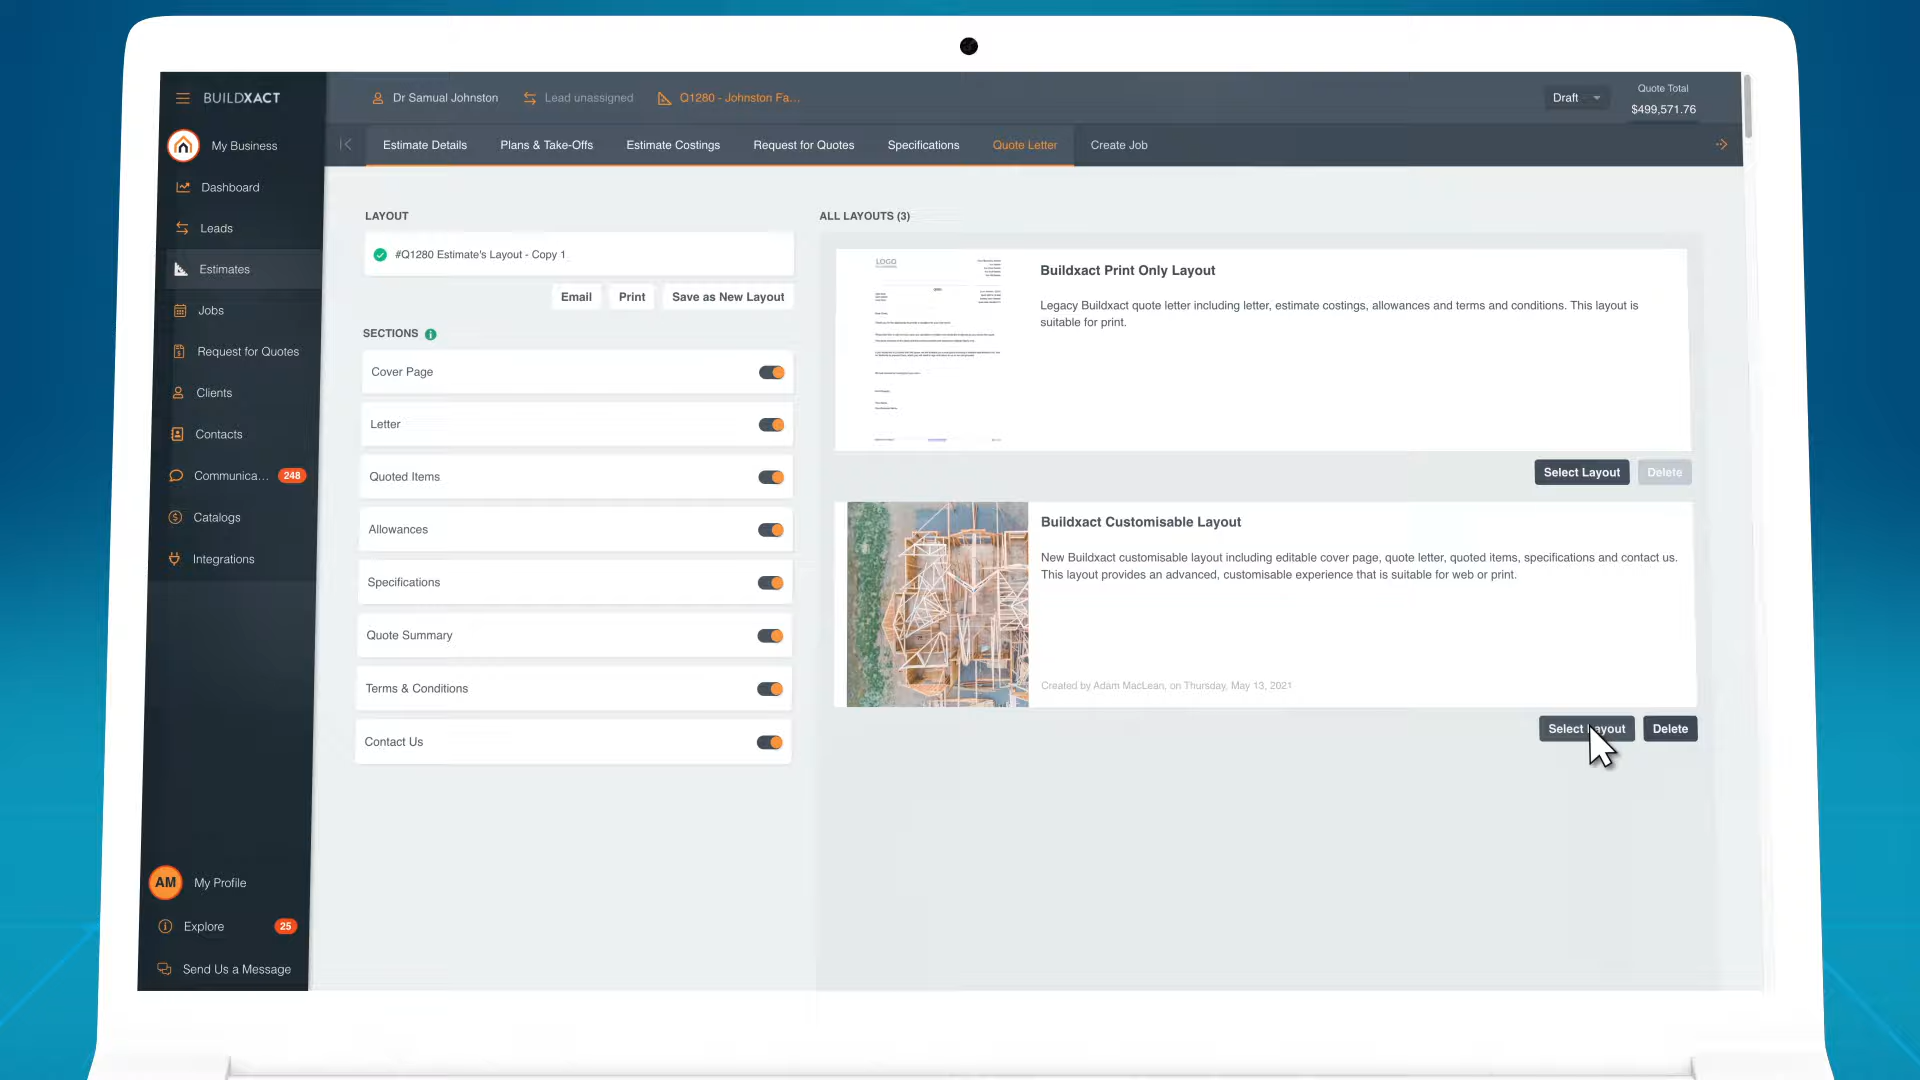 BUILDXACT
Dr Samual Johnston
Lead unassigned
Q1280 - Johnston Fa...
Draft
Quote Total
$499,571.76
My Business
Estimate Details
Plans & Take-Offs
Estimate Costings
Request for Quotes
Specifications
Quote Letter
Create Job
Dashboard
Leads
Estimates
Jobs
Request for Quotes
Clients
Contacts
Communica... 248
Catalogs
Integrations
AM My Profile
Explore 25
Send Us a Message
LAYOUT
#Q1280 Estimate's Layout - Copy 1
Email
Print
Save as New Layout
SECTIONS
Cover Page
Letter
Quoted Items
Allowances
Specifications
Quote Summary
Terms & Conditions
Contact Us
ALL LAYOUTS (3)
LOGO
Buildxact Print Only Layout
Legacy Buildxact quote letter including letter, estimate costings, allowances and terms and conditions. This layout is
suitable for print.
Select Layout
Delete
Buildxact Customisable Layout
New Buildxact customisable layout including editable cover page, quote letter, quoted items, specifications and contact us.
This layout provides an advanced, customisable experience that is suitable for web or print.
Created by Adam MacLean, on Thursday, May 13, 2021
Select Layout
Delete